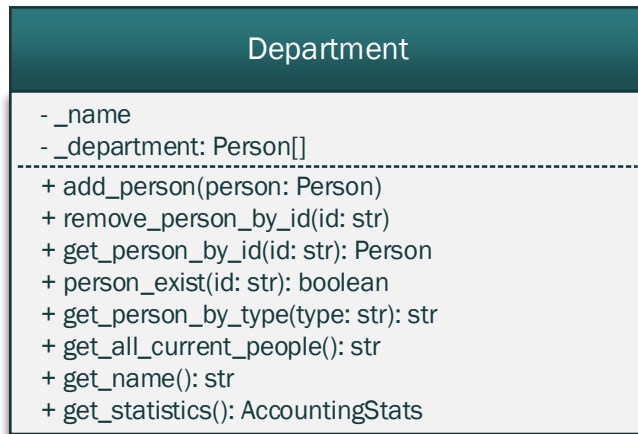 Department
- _name
- _department: Person[]
+ add_person(person: Person)
+ remove_person_by_id(id: str)
+ get_person_by_id(id: str): Person
+ person_exist(id: str): boolean
+ get_person_by_type(type: str): str
+ get_all_current_people(): str
+ get_name(): str
+ get_statistics(): AccountingStats